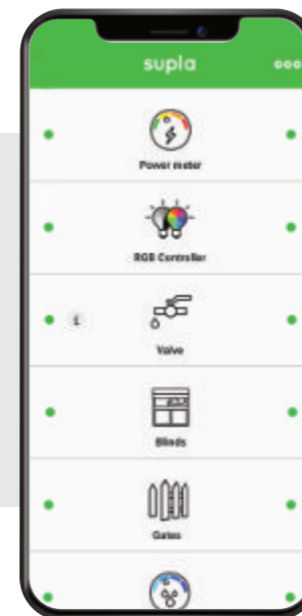 supla
Power meter
RGB Controller
i
Valve
Blinds
Gates